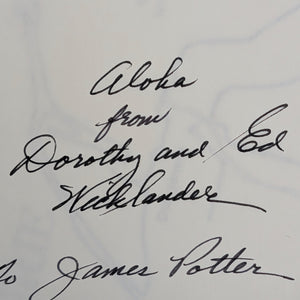 Aloha
from
Dorothy and Ed
Wicklander
To James Potter